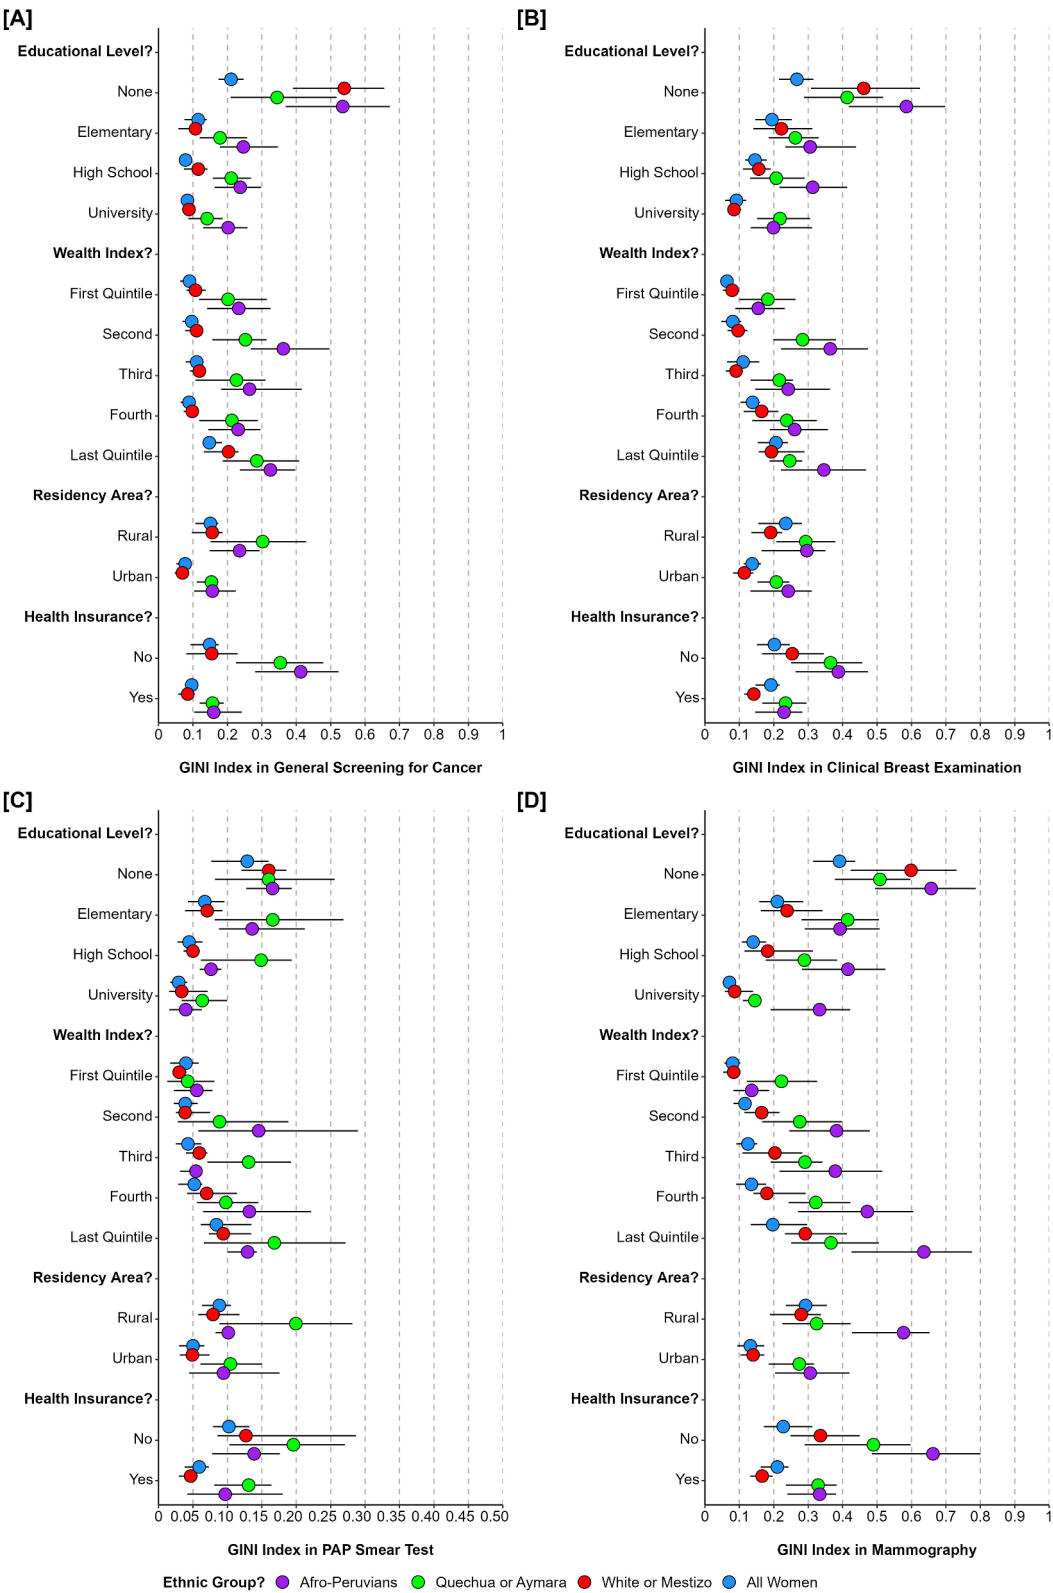 [A]
Educational Level?
None
Elementary
High School
University
Wealth Index?
First Quintile
Second
Third
Fourth
Last Quintile
Residency Area?
Rural
Urban
Health Insurance?
No
Yes
0 0.1 0.2 0.3 0.4 0.5 0.6 0.7 0.8 0.9 1
GINI Index in General Screening for Cancer
[B]
Educational Level?
None
Elementary
High School
University
Wealth Index?
First Quintile
Second
Third
Fourth
Last Quintile
Residency Area?
Rural
Urban
Health Insurance?
No
Yes
0 0.1 0.2 0.3 0.4 0.5 0.6 0.7 0.8 0.9 1
GINI Index in Clinical Breast Examination
[C]
Educational Level?
None
Elementary
High School
University
Wealth Index?
First Quintile
Second
Third
Fourth
Last Quintile
Residency Area?
Rural
Urban
Health Insurance?
No
Yes
0 0.05 0.10 0.15 0.20 0.25 0.30 0.35 0.40 0.45 0.50
GINI Index in PAP Smear Test
[D]
Educational Level?
None
Elementary
High School
University
Wealth Index?
First Quintile
Second
Third
Fourth
Last Quintile
Residency Area?
Rural
Urban
Health Insurance?
No
Yes
0 0.1 0.2 0.3 0.4 0.5 0.6 0.7 0.8 0.9 1
GINI Index in Mammography
Ethnic Group? Afro-Peruvians Quechua or Aymara White or Mestizo All Women